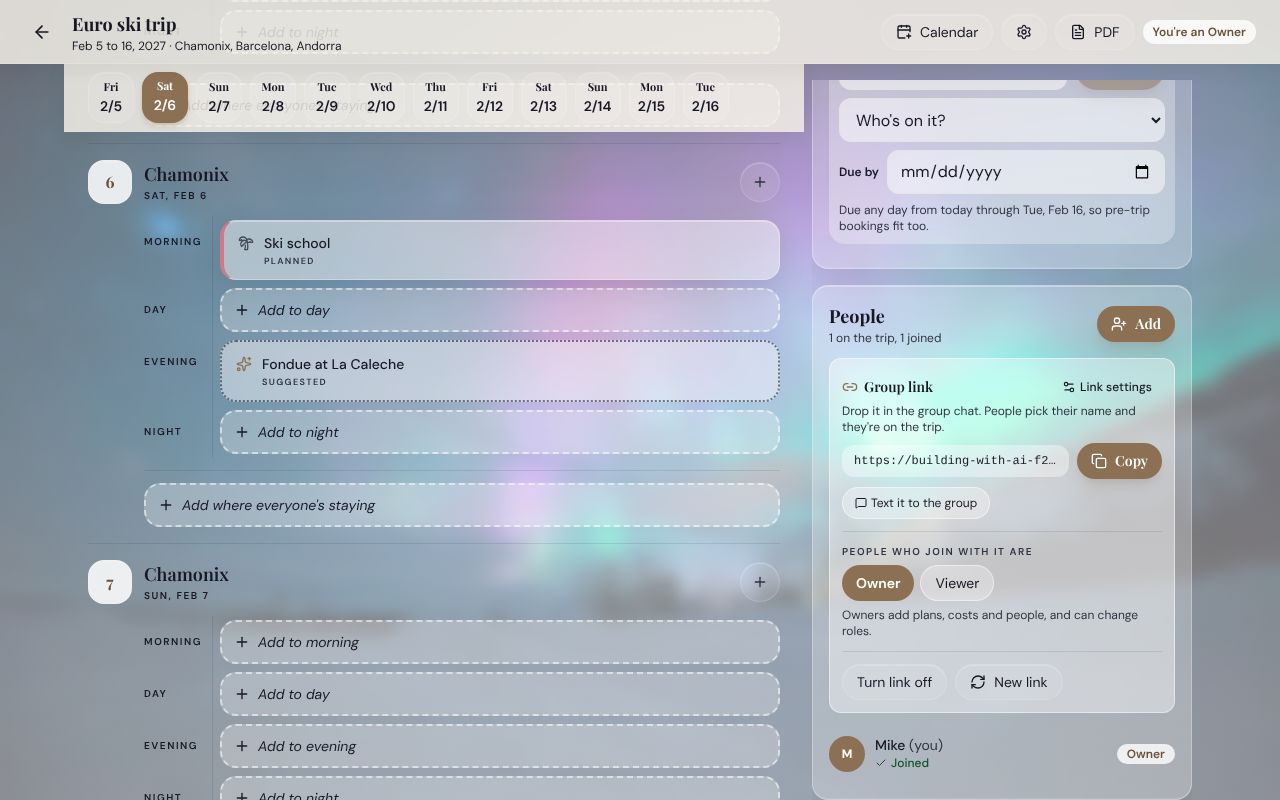 Euro ski trip
Feb 5 to 16, 2027 · Chamonix, Barcelona, Andorra
Calendar
PDF
You're an Owner
Add to night
Fri 2/5
Sat 2/6
Sun 2/7
Mon 2/8
Tue 2/9
Wed 2/10
Thu 2/11
Fri 2/12
Sat 2/13
Sun 2/14
Mon 2/15
Tue 2/16
6
Chamonix
SAT, FEB 6
MORNING
Ski school
PLANNED
DAY
Add to day
EVENING
Fondue at La Caleche
SUGGESTED
NIGHT
Add to night
Add where everyone's staying
7
Chamonix
SUN, FEB 7
MORNING
Add to morning
DAY
Add to day
EVENING
Add to evening
NIGHT
Add to night
Who's on it?
Due by
mm/dd/yyyy
Due any day from today through Tue, Feb 16, so pre-trip
bookings fit too.
People
1 on the trip, 1 joined
Add
Group link
Link settings
Drop it in the group chat. People pick their name and
they're on the trip.
https://building-with-ai-f2…
Copy
Text it to the group
PEOPLE WHO JOIN WITH IT ARE
Owner
Viewer
Owners add plans, costs and people, and can change
roles.
Turn link off
New link
M
Mike (you)
Joined
Owner